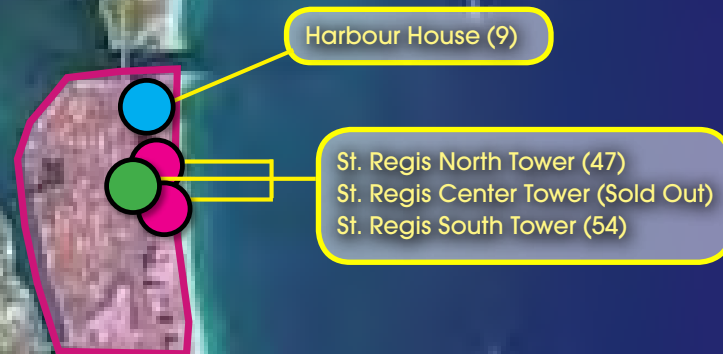 Harbour House (9)
St. Regis North Tower (47)
St. Regis Center Tower (Sold Out)
St. Regis South Tower (54)